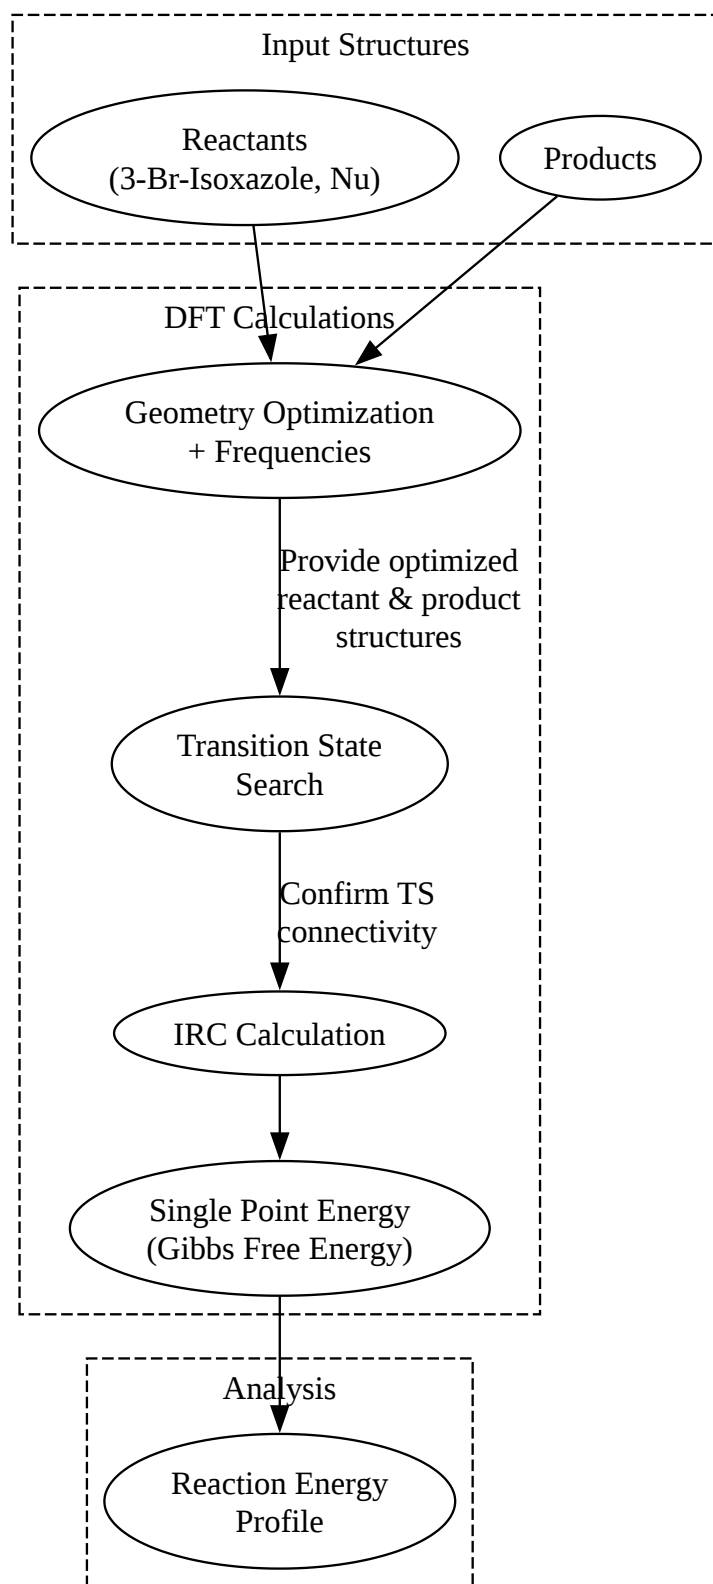 Input Structures
Reactants
(3-Br-Isoxazole, Nu)
Products
DFT Calculations
Geometry Optimization
+ Frequencies
Provide optimized
reactant & product
structures
Transition State
Search
Confirm TS
connectivity
IRC Calculation
Single Point Energy
(Gibbs Free Energy)
Analysis
Reaction Energy
Profile